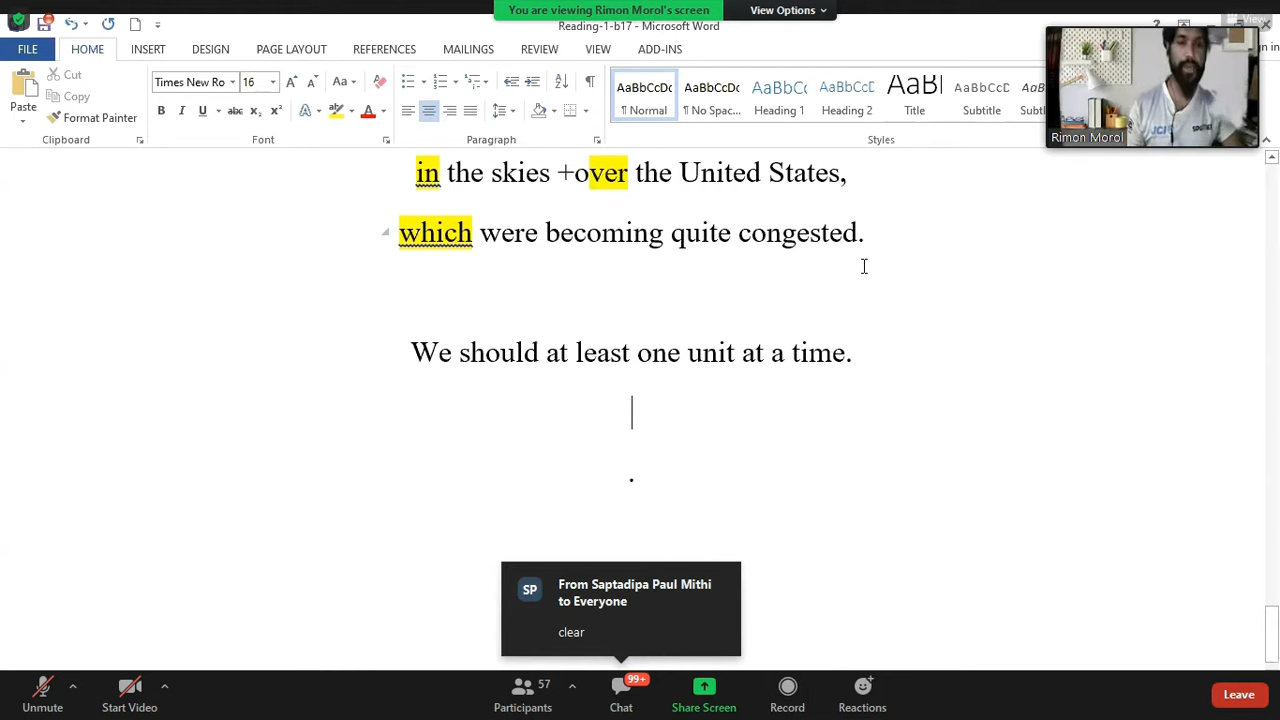 You are viewing Rimon Morol's screen
View Options
View
Reading-1-b17 - Microsoft Word
FILE
HOME
INSERT
DESIGN
PAGE LAYOUT
REFERENCES
MAILINGS
REVIEW
VIEW
ADD-INS
in
Cut
Copy
Format Painter
Paste
Times New Ro
16
Clipboard
Font
Paragraph
Styles
AaBbCcDc
¶ Normal
AaBbCcDc
¶ No Spac...
AaBbCc
Heading 1
AaBbCcD
Heading 2
AaBl
Title
AaBbCcD
Subtitle
Subtl
Rimon Morol
in the skies +over the United States,
which were becoming quite congested.
We should at least one unit at a time.
.
SP
From Saptadipa Paul Mithi
to Everyone
clear
Unmute
Start Video
57
Participants
99+
Chat
Share Screen
Record
Reactions
Leave